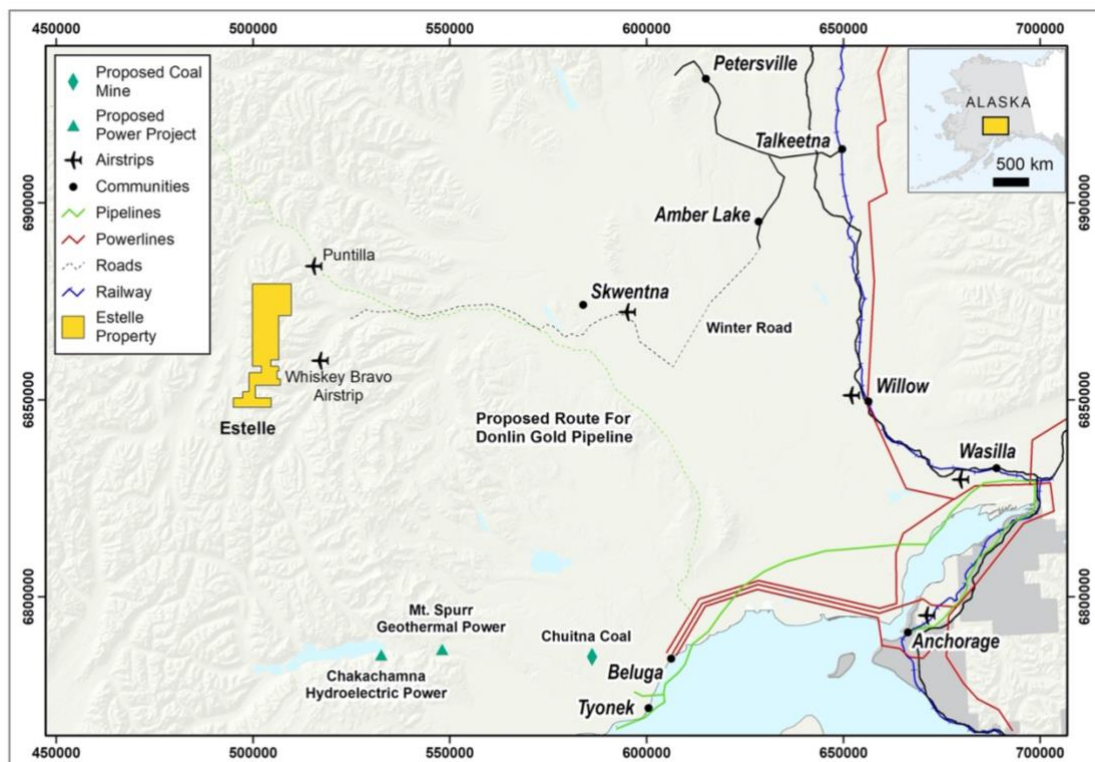 450000
500000
550000
600000
650000
700000
Proposed Coal
Mine
Proposed
Power Project
Airstrips
Communities
Pipelines
Powerlines
Roads
Railway
Estelle
Property
Petersville
Talkeetna
ALASKA
500 km
6900000
6900000
Amber Lake
Puntilla
Skwentna
Winter Road
Whiskey Bravo
Airstrip
Estelle
6850000
6850000
Willow
Proposed Route For
Donlin Gold Pipeline
Wasilla
6800000
6800000
Mt. Spurr
Geothermal Power
Chuitna Coal
Anchorage
Beluga
Chakachamna
Hydroelectric Power
Tyonek
450000
500000
550000
600000
650000
700000